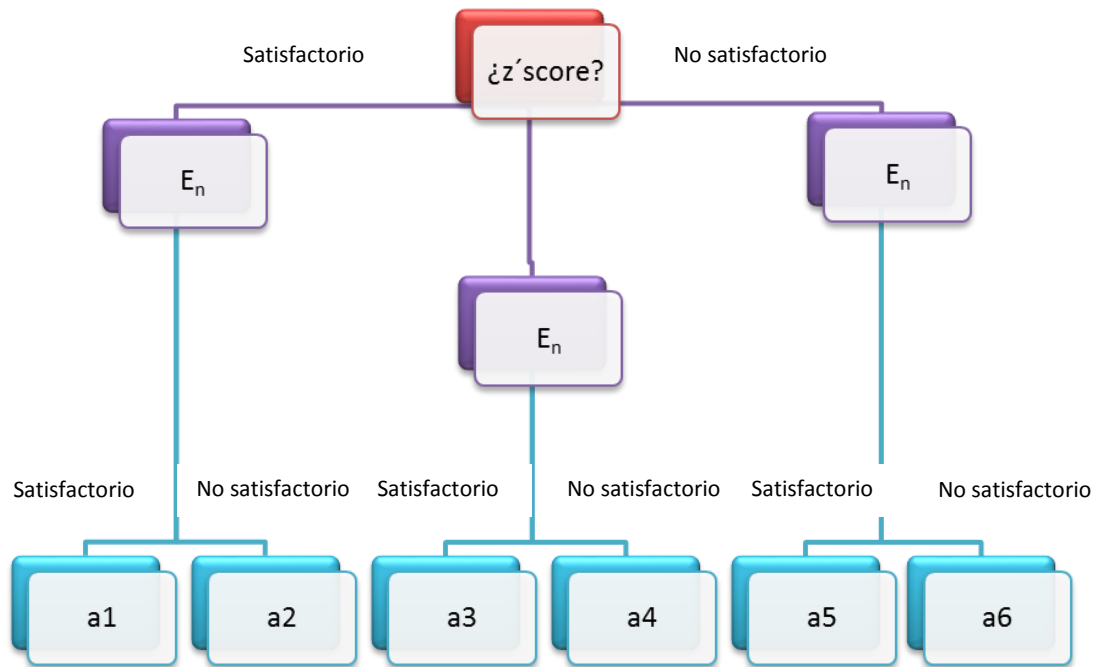 Satisfactorio
¿z´score?
No satisfactorio
Eₙ
Eₙ
Eₙ
Satisfactorio
No satisfactorio
Satisfactorio
No satisfactorio
Satisfactorio
No satisfactorio
a1
a2
a3
a4
a5
a6